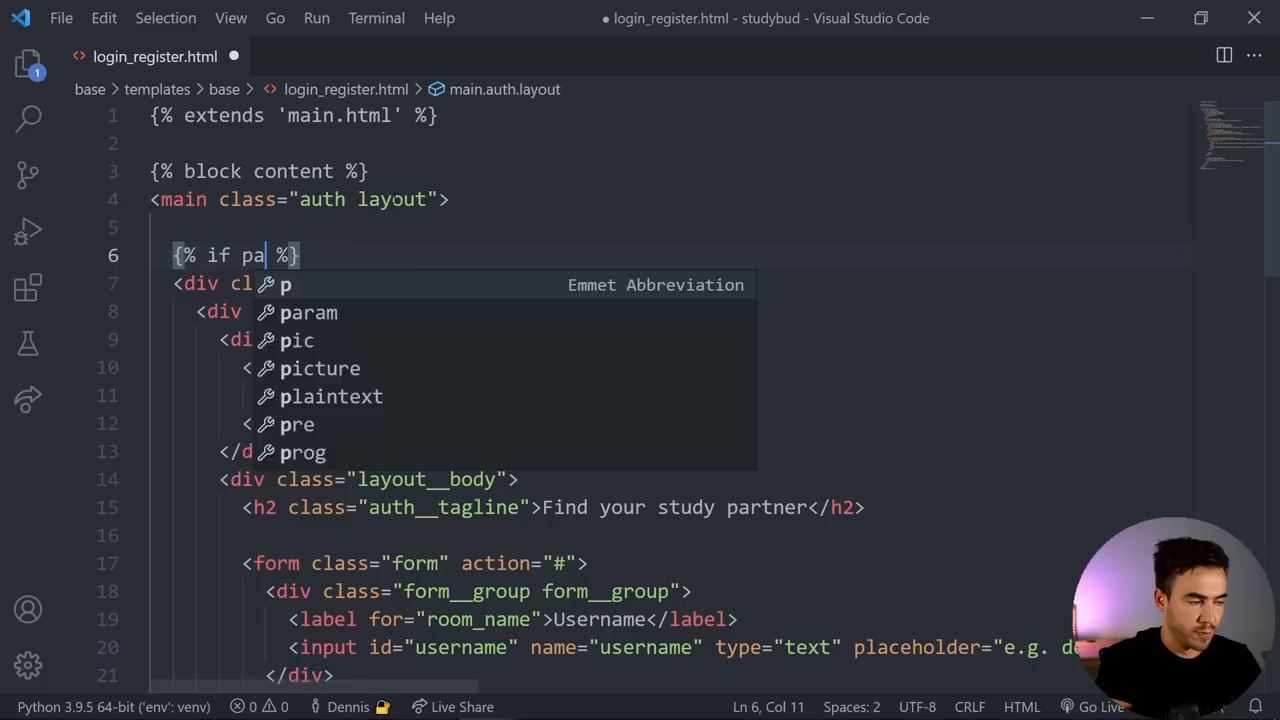 File Edit Selection View Go Run Terminal Help ● login_register.html - studybud - Visual Studio Code
<> login_register.html ●
1
base > templates > base > <> login_register.html > main.auth.layout
1 {% extends 'main.html' %}
2
3 {% block content %}
4 <main class="auth layout">
5
6 {% if pa %}
7 <div cl
p Emmet Abbreviation
8 <div
param
9 <di
pic
10 <
picture
11 <
plaintext
12 <
pre
13 </d
prog
14 <div class="layout__body">
15 <h2 class="auth__tagline">Find your study partner</h2>
16
17 <form class="form" action="#">
18 <div class="form__group form__group">
19 <label for="room_name">Username</label>
20 <input id="username" name="username" type="text" placeholder="e.g. de
21 </div>
Python 3.9.5 64-bit ('env': venv) 0 0 Dennis Live Share Ln 6, Col 11 Spaces: 2 UTF-8 CRLF HTML Go Live